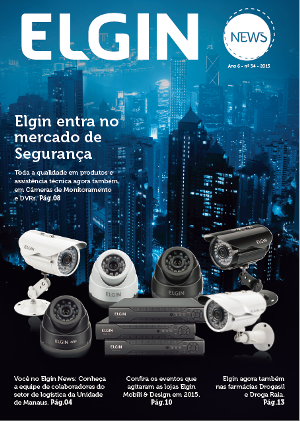 ELGIN
NEWS
Ano 6 - nº 34 - 2015
Elgin entra no
mercado de
Segurança
Toda a qualidade em produtos e
assistência técnica agora também
em Câmeras de Monitoramento
e DVRs. Pág.08
ELGIN
ELGIN
ELGIN
ELGIN
Você no Elgin News: Conheça
a equipe de colaboradores do
setor de logística da Unidade
de Manaus. Pág.04
Confira os eventos que
agitaram as lojas Elgin
Mobili & Design em 2015.
Pág.10
Elgin agora também
nas farmácias Drogasil
e Droga Raia.
Pág.13